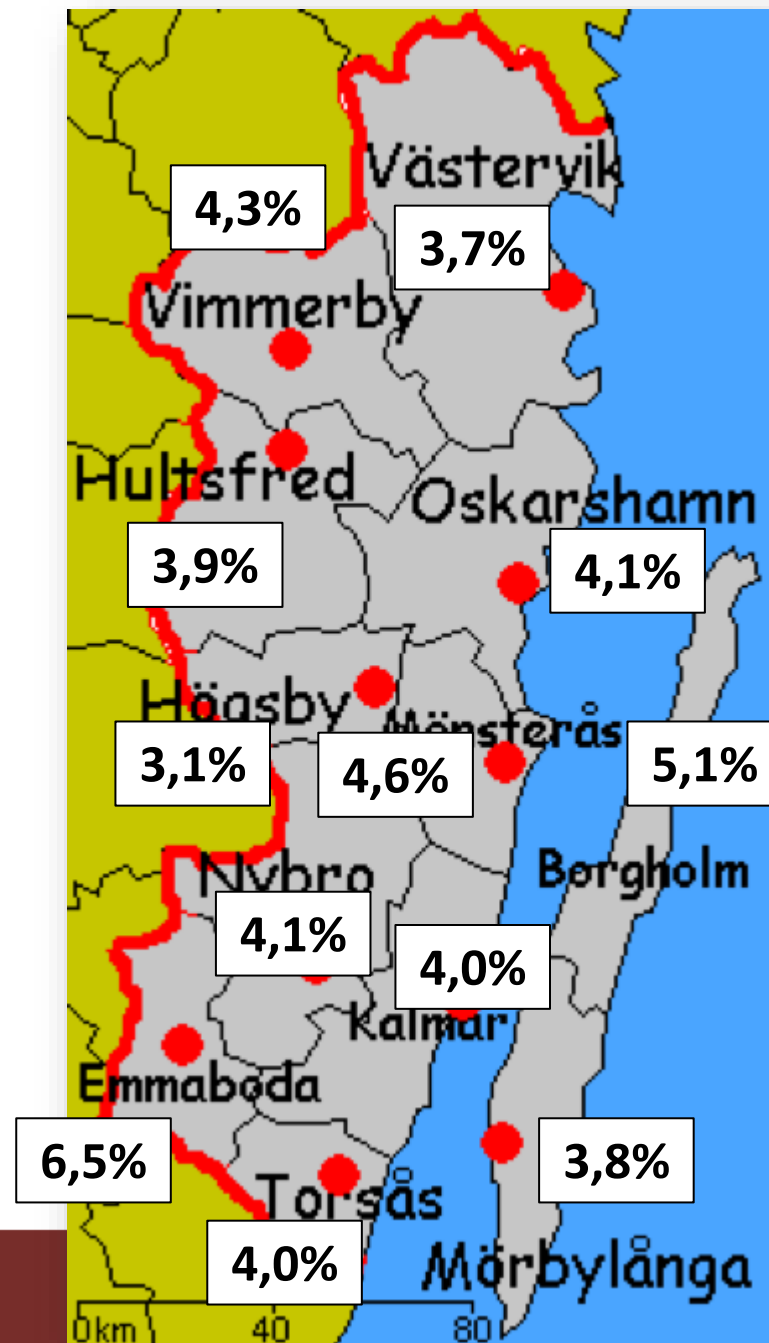 Västervik
4,3%
3,7%
Vimmerby
Hultsfred
Oskarshamn
3,9%
4,1%
Högsby
Mönsterås
3,1%
4,6%
5,1%
Nybro
Borgholm
4,1%
4,0%
Kalmar
Emmaboda
6,5%
3,8%
Torsås
4,0%
Mörbylånga
0km 40 80